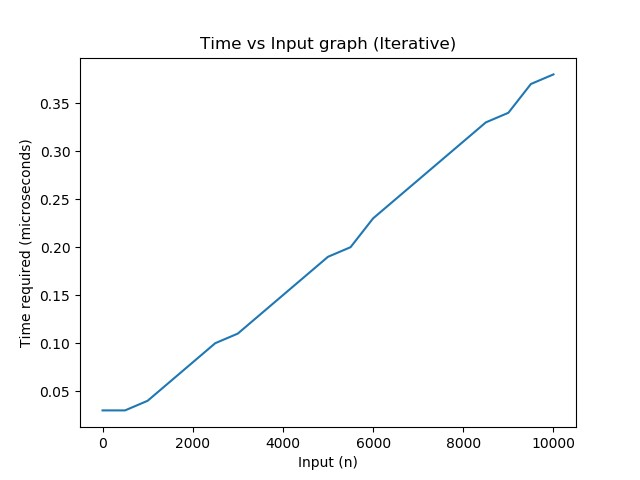 Time vs Input graph (Iterative)
Time required (microseconds)
0.35
0.30
0.25
0.20
0.15
0.10
0.05
0 2000 4000 6000 8000 10000
Input (n)